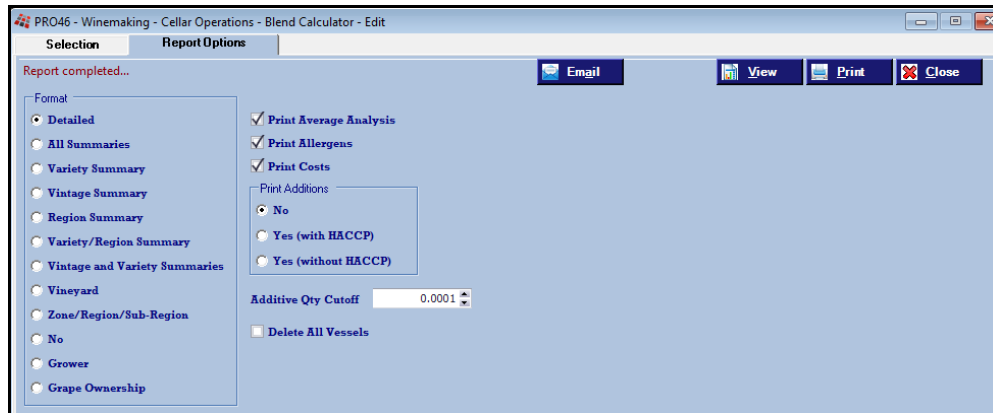 PRO46 - Winemaking - Cellar Operations - Blend Calculator - Edit
Selection Report Options
Report completed... Email View Print Close
Format
Detailed
All Summaries
Variety Summary
Vintage Summary
Region Summary
Variety/Region Summary
Vintage and Variety Summaries
Vineyard
Zone/Region/Sub-Region
No
Grower
Grape Ownership
Print Average Analysis
Print Allergens
Print Costs
Print Additions
No
Yes (with HACCP)
Yes (without HACCP)
Additive Qty Cutoff 0.0001
Delete All Vessels